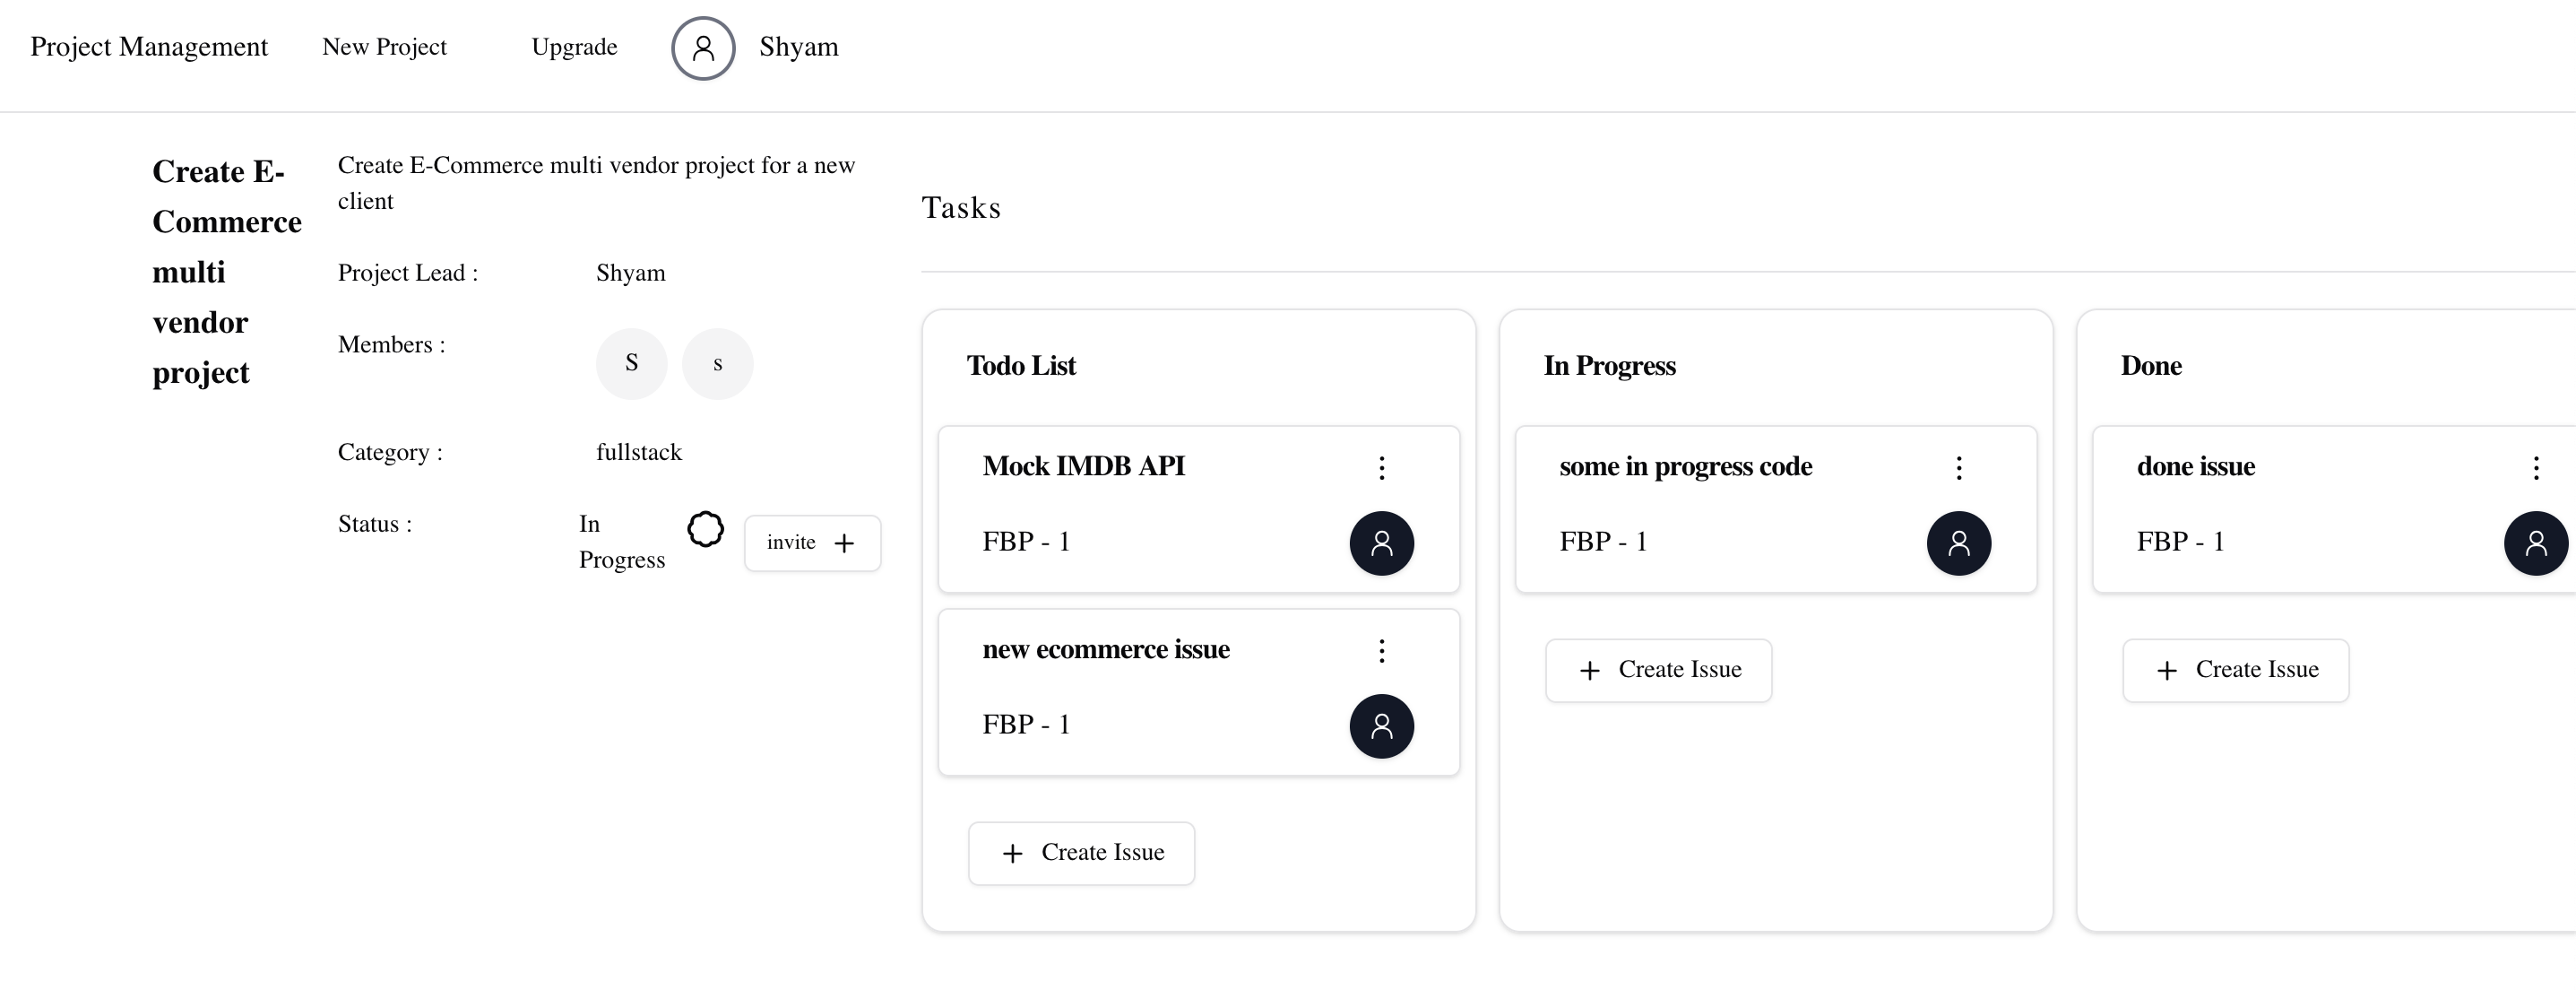 Project Management New Project Upgrade Shyam
Create E-
Commerce
multi
vendor
project
Create E-Commerce multi vendor project for a new
client
Project Lead : Shyam
Members : S s
Category : fullstack
Status : In
Progress
invite +
Tasks
Todo List
Mock IMDB API
FBP - 1
new ecommerce issue
FBP - 1
+ Create Issue
In Progress
some in progress code
FBP - 1
+ Create Issue
Done
done issue
FBP - 1
+ Create Issue